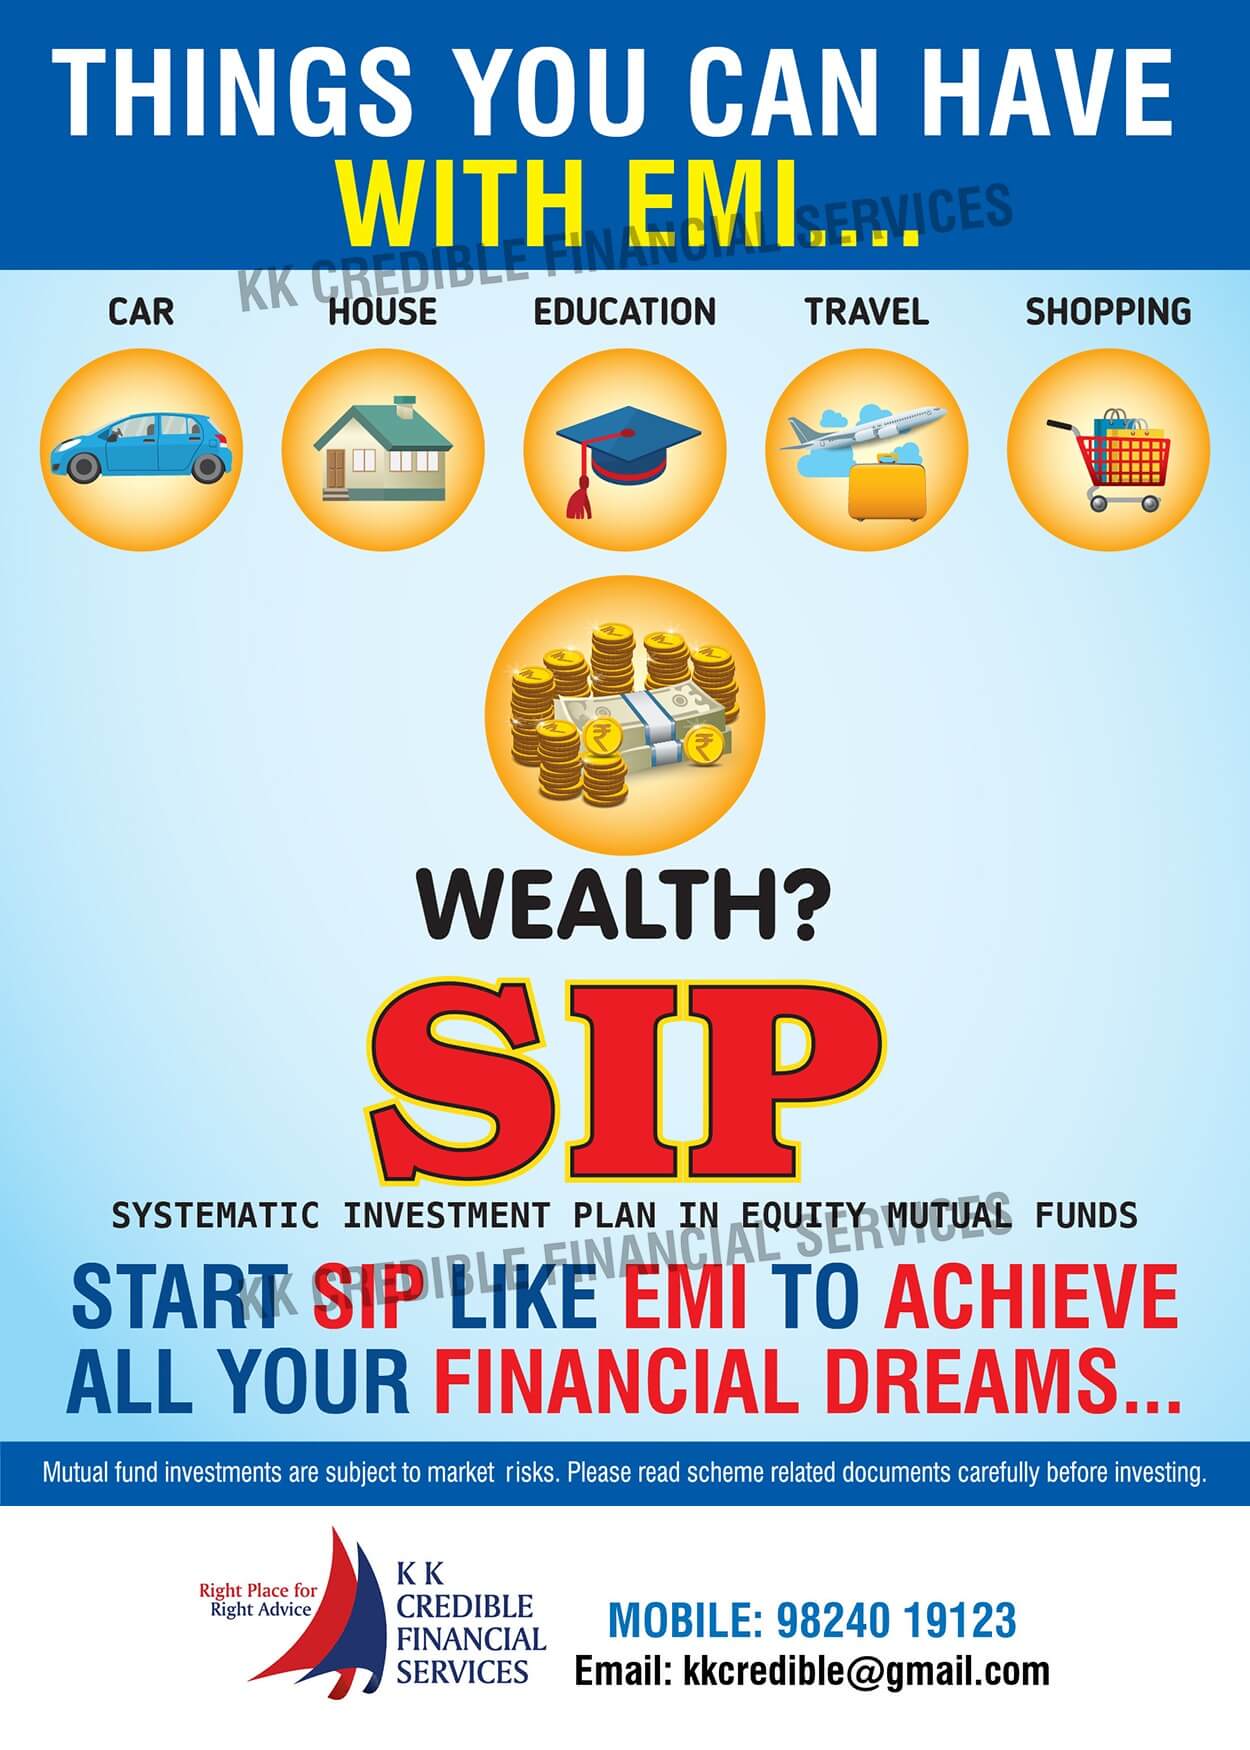 THINGS YOU CAN HAVE
WITH EMI....
KK CREDIBLE FINANCIAL SERVICES
CAR
HOUSE
EDUCATION
TRAVEL
SHOPPING
WEALTH?
SIP
SYSTEMATIC INVESTMENT PLAN IN EQUITY MUTUAL FUNDS
KK CREDIBLE FINANCIAL SERVICES
START SIP LIKE EMI TO ACHIEVE
ALL YOUR FINANCIAL DREAMS...
Mutual fund investments are subject to market risks. Please read scheme related documents carefully before investing.
Right Place for
Right Advice
K K
CREDIBLE
FINANCIAL
SERVICES
MOBILE: 98240 19123
Email: kkcredible@gmail.com